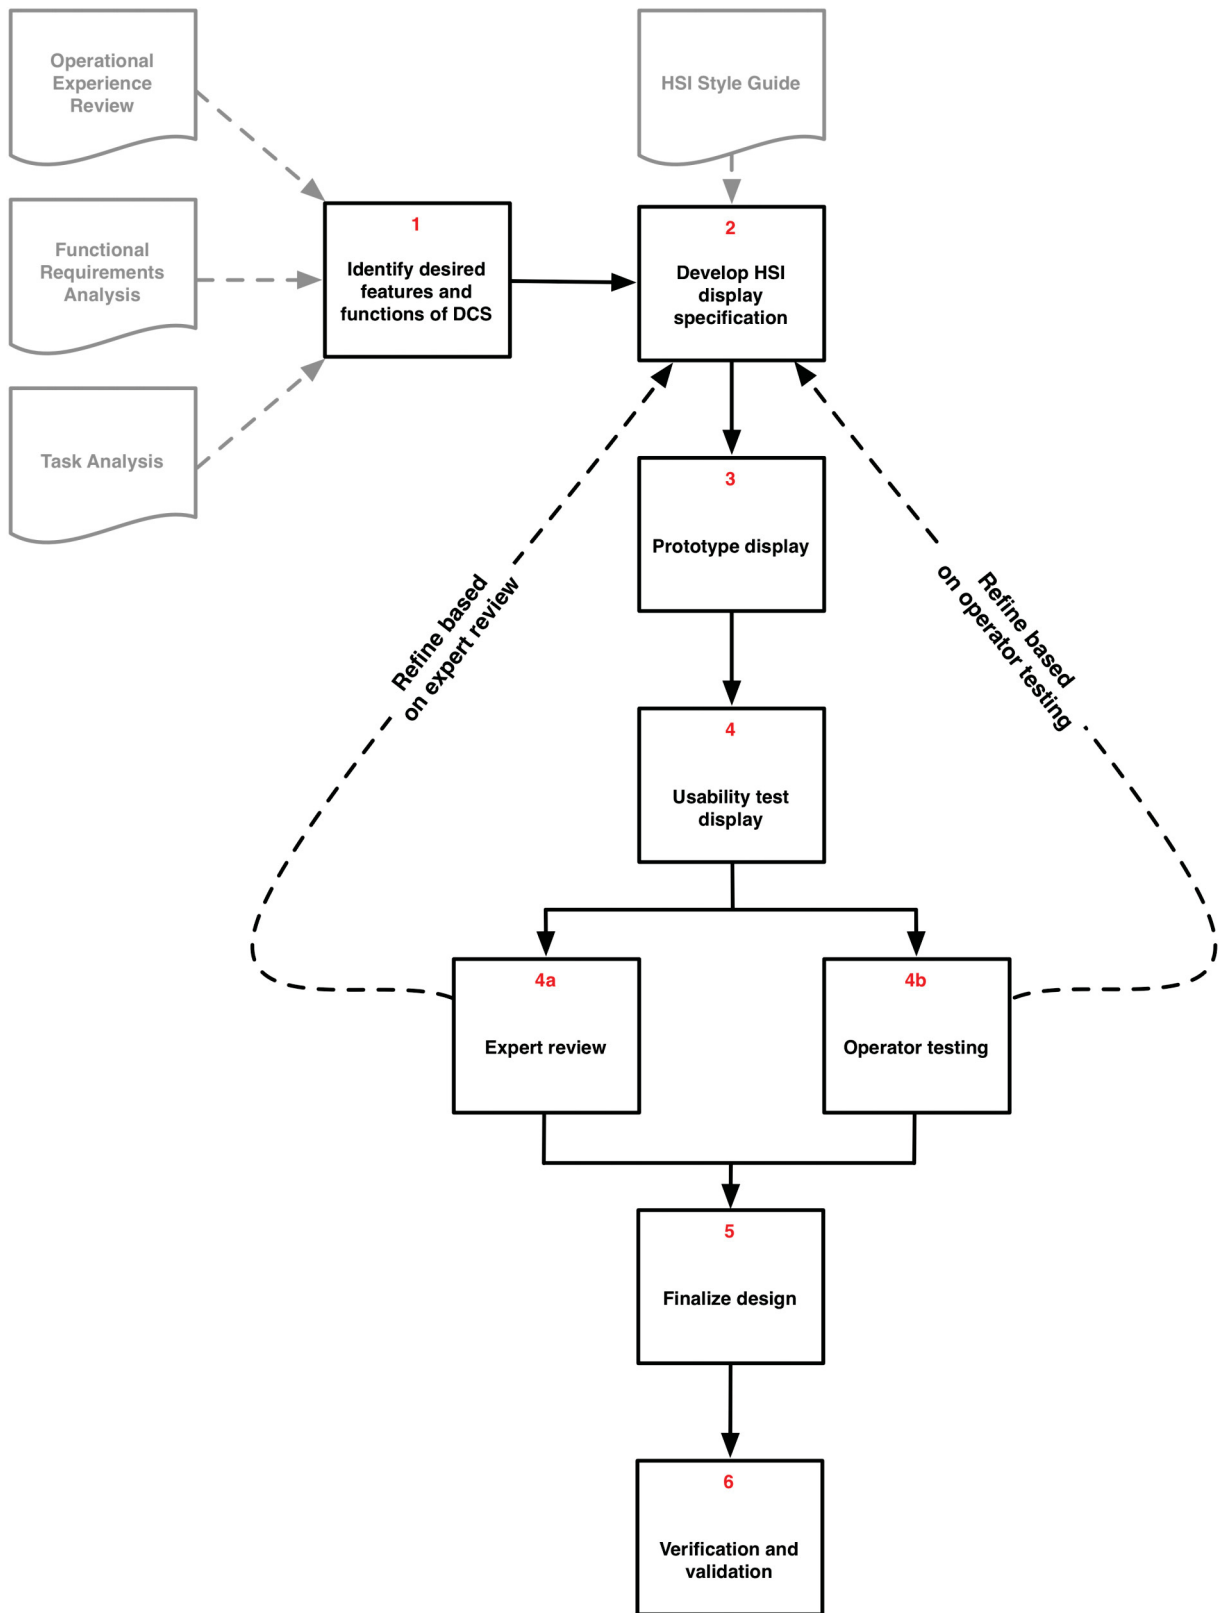 Operational
Experience
Review
HSI Style Guide
Functional
Requirements
Analysis
1
Identify desired
features and
functions of DCS
2
Develop HSI
display
specification
Task Analysis
3
Prototype display
Refine based
on expert review
Refine based
on operator testing
4
Usability test
display
4a
Expert review
4b
Operator testing
5
Finalize design
6
Verification and
validation